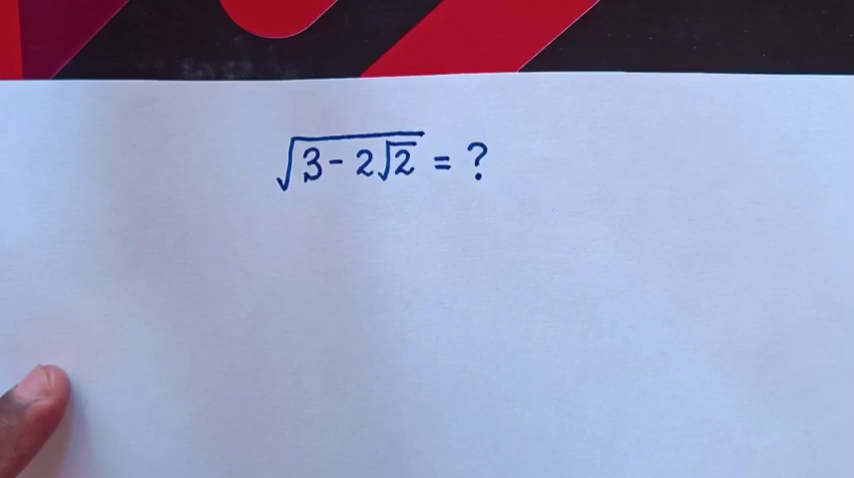 √(3 - 2√2) = ?